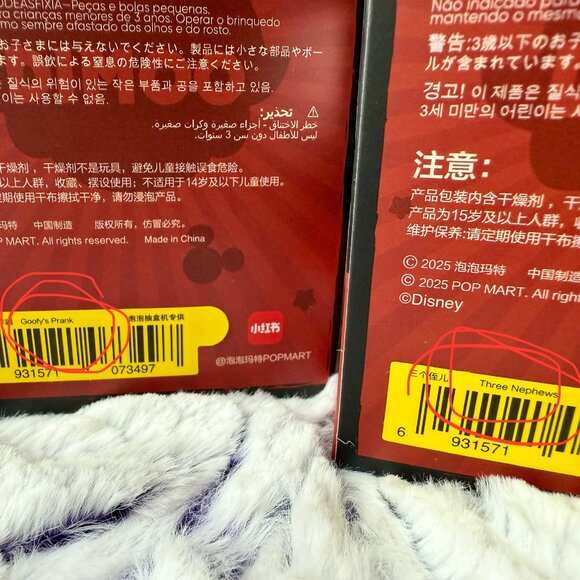 ODEASFIXIA-Peças e bolas pequenas.
ara crianças menores de 3 anos. Operar o brinquedo
mo sempre afastado dos olhos e do rosto.
お子さまには与えないでください。製品には小さな部品やボー
ます。誤飲による窒息の危険性にご注意ください。
질식의 위험이 있는 작은 부품과 공을 포함하고 있음.
이는 사용할 수 없음.
⚠ تحذير:
خطر الاختناق - أجزاء صغيرة وكرات صغيرة.
ليس للأطفال دون سن 3 سنوات.
干燥剂，干燥剂不是玩具，避免儿童接触误食危险。
以上人群，收藏、摆设使用；不适用于14岁及以下儿童使用。
定期使用干布擦拭干净，请勿浸泡产品。
玛特 中国制造 版权所有，仿冒必究。
POP MART. All rights reserved. Made in China
Goofy's Prank 泡泡抽盒机专供
931571 073497
小红书
@泡泡玛特POPMART
Não indicado para
mantendo o mesm
警告:3歳以下のお子
ルが含まれています。
경고! 이 제품은 질식
3세 미만의 어린이는 사
注意：
产品包装内含干燥剂，干
产品为15岁及以上人群，收藏
维护保养:请定期使用干布擦拭
© 2025 泡泡玛特 中国制造
© 2025 POP MART. All righ
©Disney
三个侄儿 Three Nephews
6 931571